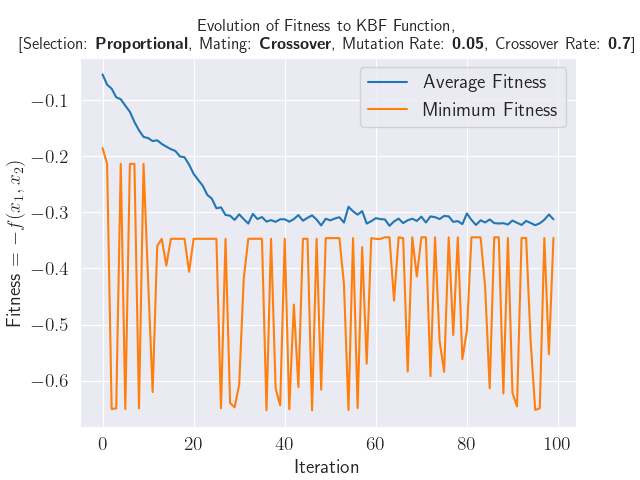 Evolution of Fitness to KBF Function,
[Selection: Proportional, Mating: Crossover, Mutation Rate: 0.05, Crossover Rate: 0.7]
Average Fitness
Minimum Fitness
−0.1
−0.2
−0.3
−0.4
−0.5
−0.6
Fitness = −f(x₁, x₂)
0 20 40 60 80 100
Iteration